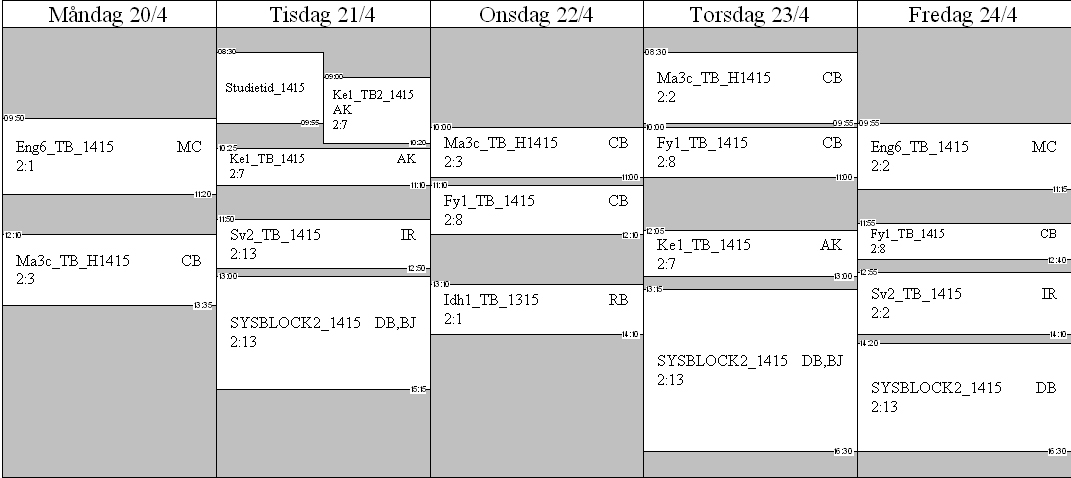 Måndag 20/4
Tisdag 21/4
Onsdag 22/4
Torsdag 23/4
Fredag 24/4
09:50
Eng6_TB_1415 MC
2:1
11:20
12:10
Ma3c_TB_H1415 CB
2:3
13:35
08:30
Studietid_1415
09:55
09:00
Ke1_TB2_1415
AK
2:7
10:20
10:25
Ke1_TB_1415 AK
2:7
11:10
11:50
Sv2_TB_1415 IR
2:13
12:50
13:00
SYSBLOCK2_1415 DB,BJ
2:13
15:15
10:00
Ma3c_TB_H1415 CB
2:3
11:00
11:10
Fy1_TB_1415 CB
2:8
12:10
13:10
Idh1_TB_1315 RB
2:1
14:10
08:30
Ma3c_TB_H1415 CB
2:2
09:55
10:00
Fy1_TB_1415 CB
2:8
11:00
12:05
Ke1_TB_1415 AK
2:7
13:00
13:15
SYSBLOCK2_1415 DB,BJ
2:13
16:30
09:55
Eng6_TB_1415 MC
2:2
11:15
11:55
Fy1_TB_1415 CB
2:8
12:40
12:55
Sv2_TB_1415 IR
2:2
14:10
14:20
SYSBLOCK2_1415 DB
2:13
16:30